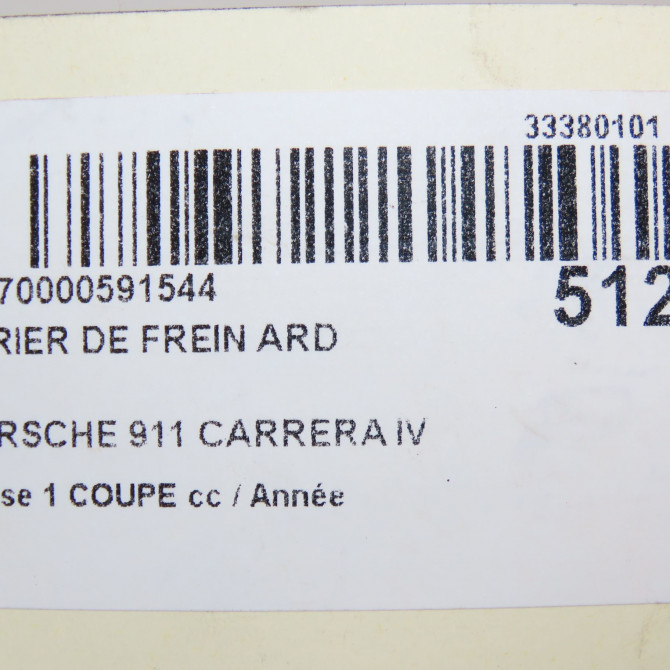 33380101
70000591544
512
RIER DE FREIN ARD
RSCHE 911 CARRERA IV
se 1 COUPE cc / Année